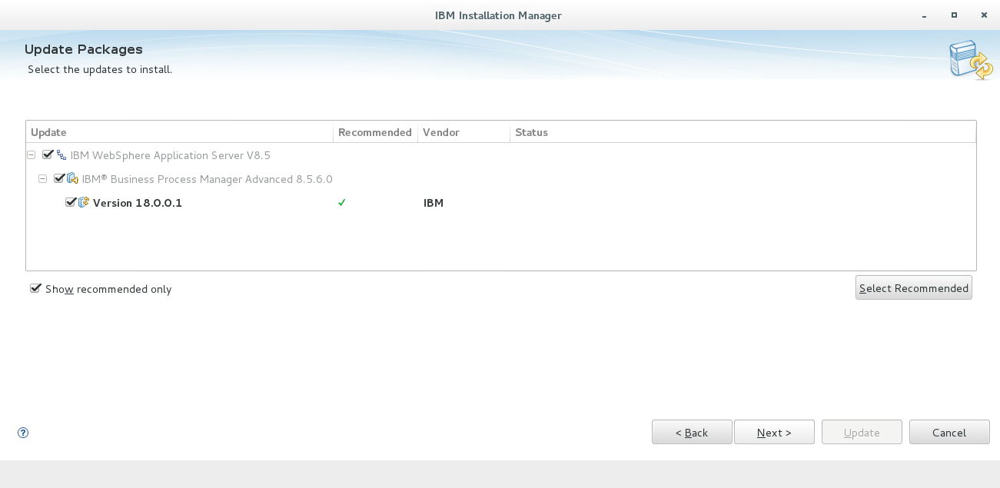 IBM Installation Manager
Update Packages
Select the updates to install.
Update Recommended Vendor Status
IBM WebSphere Application Server V8.5
IBM® Business Process Manager Advanced 8.5.6.0
Version 18.0.0.1 IBM
Show recommended only
Select Recommended
< Back Next > Update Cancel